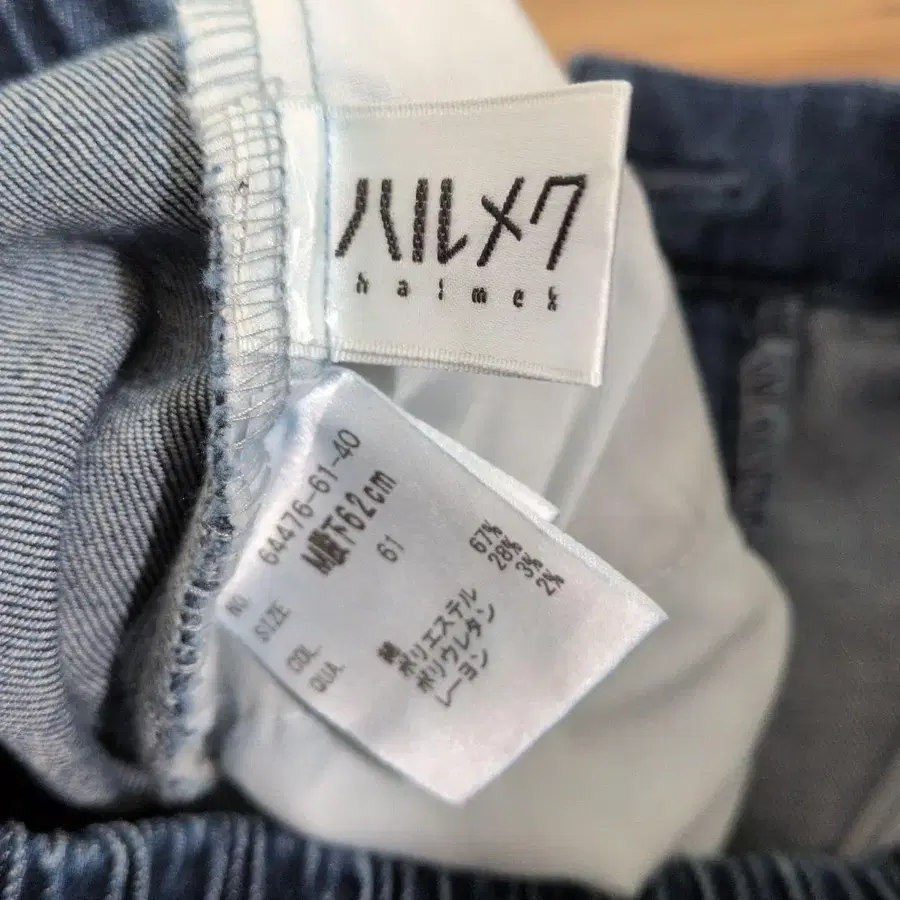 ハルメク
halmek
NO. 64476-61-40
SIZE M股下62cm
COL. 61
QUA. 綿 67%
ポリエステル 28%
ポリウレタン 3%
レーヨン 2%